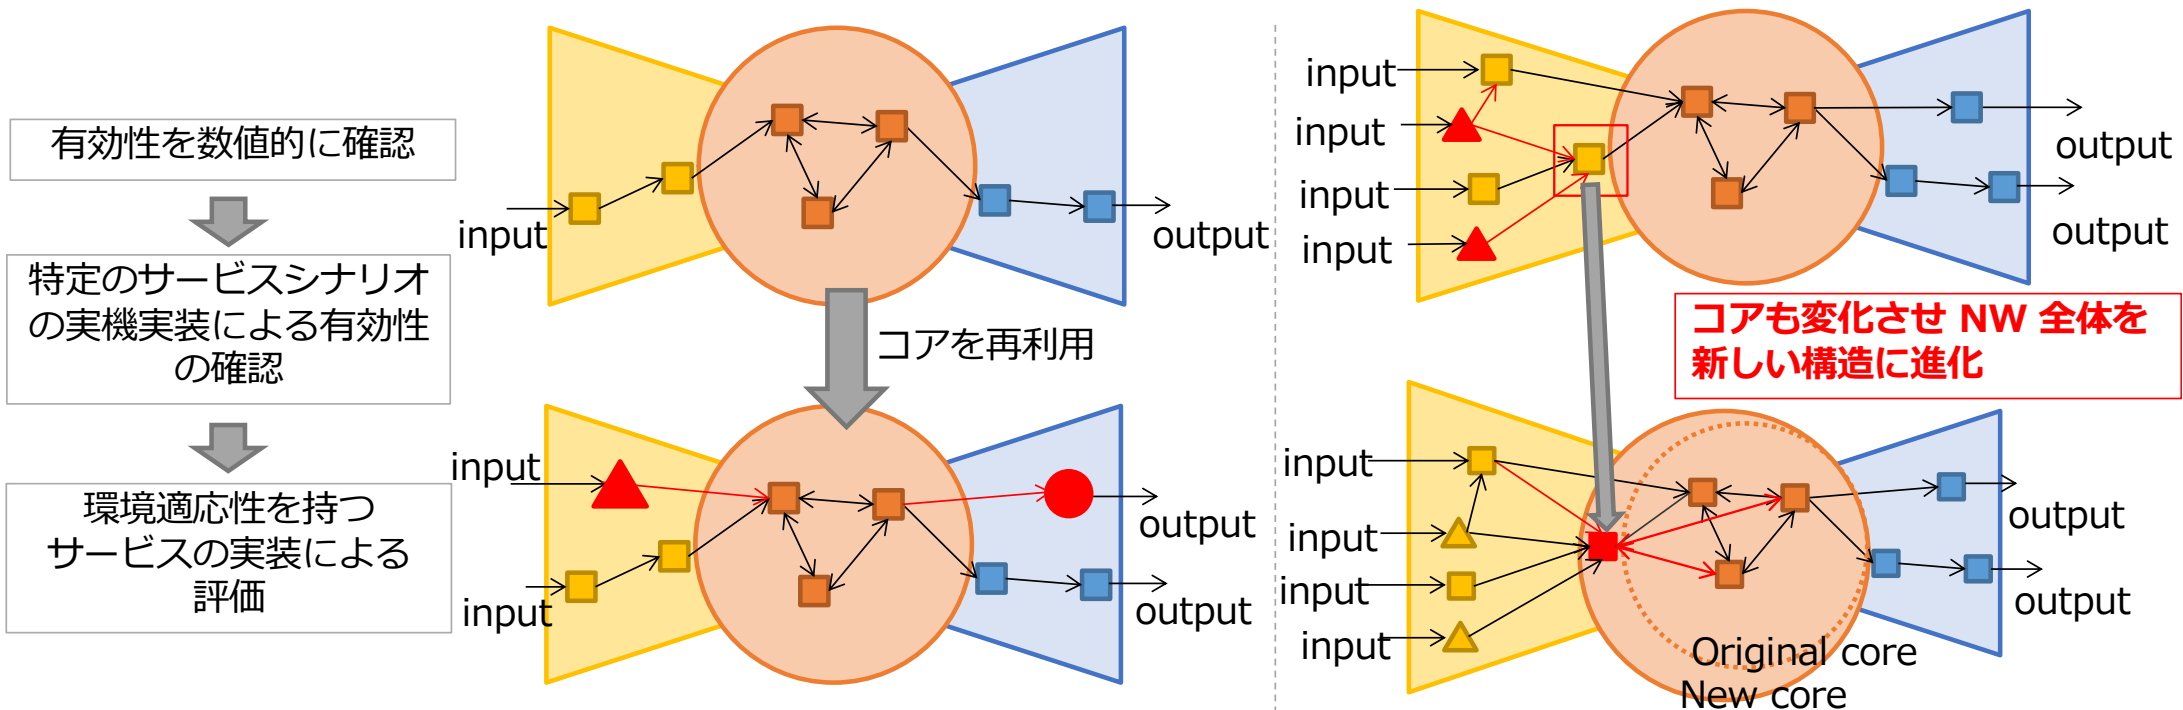 有効性を数値的に確認
特定のサービスシナリオ
の実機実装による有効性
の確認
環境適応性を持つ
サービスの実装による
評価
input
output
コアを再利用
input
output
input
output
input
input
input
input
output
output
コアも変化させ NW 全体を
新しい構造に進化
input
input
input
input
output
output
Original core
New core